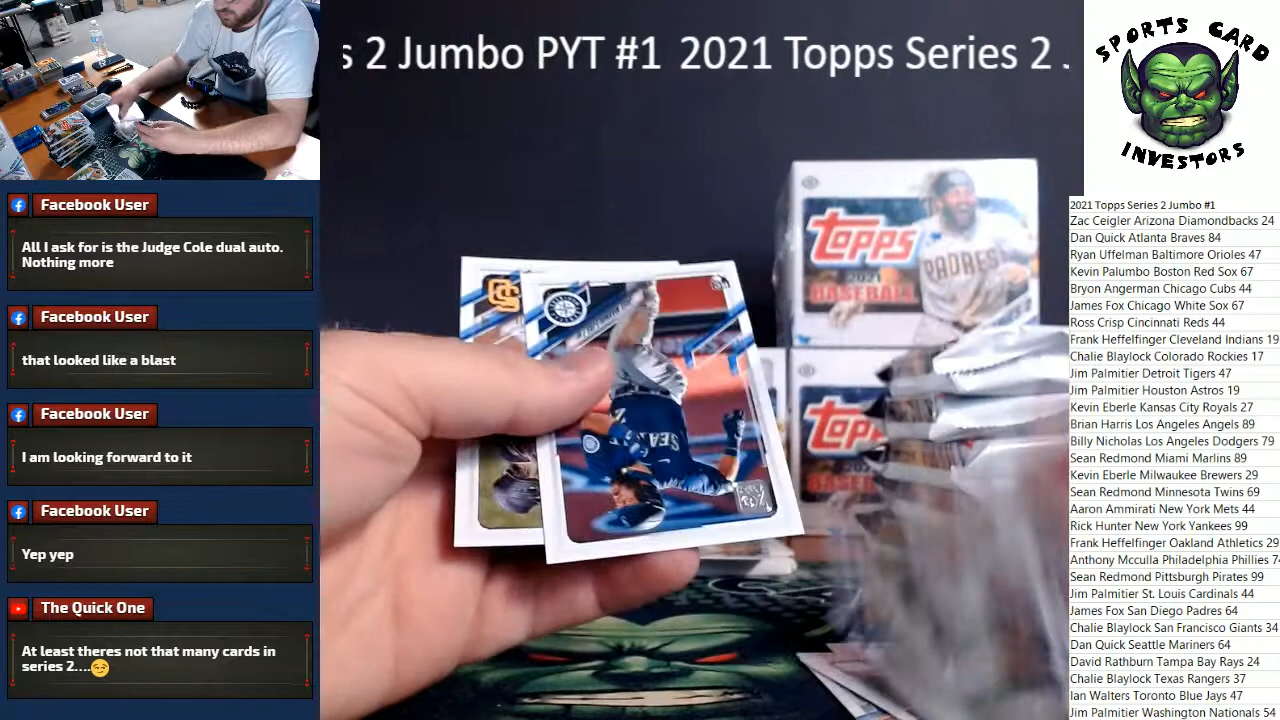 s 2 Jumbo PYT #1 2021 Topps Series 2 J
SPORTS CARD
INVESTORS
Facebook User
All I ask for is the Judge Cole dual auto.
Nothing more
Facebook User
that looked like a blast
Facebook User
I am looking forward to it
Facebook User
Yep yep
The Quick One
At least theres not that many cards in
series 2....😏
TOPPS
2021
BASEBALL
PADRES
SEA
2021 Topps Series 2 Jumbo #1
Zac Ceigler Arizona Diamondbacks 24
Dan Quick Atlanta Braves 84
Ryan Uffelman Baltimore Orioles 47
Kevin Palumbo Boston Red Sox 67
Bryon Angerman Chicago Cubs 44
James Fox Chicago White Sox 67
Ross Crisp Cincinnati Reds 44
Frank Heffelfinger Cleveland Indians 19
Chalie Blaylock Colorado Rockies 17
Jim Palmitier Detroit Tigers 47
Jim Palmitier Houston Astros 19
Kevin Eberle Kansas City Royals 27
Brian Harris Los Angeles Angels 89
Billy Nicholas Los Angeles Dodgers 79
Sean Redmond Miami Marlins 89
Kevin Eberle Milwaukee Brewers 29
Sean Redmond Minnesota Twins 69
Aaron Ammirati New York Mets 44
Rick Hunter New York Yankees 99
Frank Heffelfinger Oakland Athletics 29
Anthony Mcculla Philadelphia Phillies 7
Sean Redmond Pittsburgh Pirates 99
Jim Palmitier St. Louis Cardinals 44
James Fox San Diego Padres 64
Chalie Blaylock San Francisco Giants 34
Dan Quick Seattle Mariners 64
David Rathburn Tampa Bay Rays 24
Chalie Blaylock Texas Rangers 37
Ian Walters Toronto Blue Jays 47
Jim Palmitier Washington Nationals 54